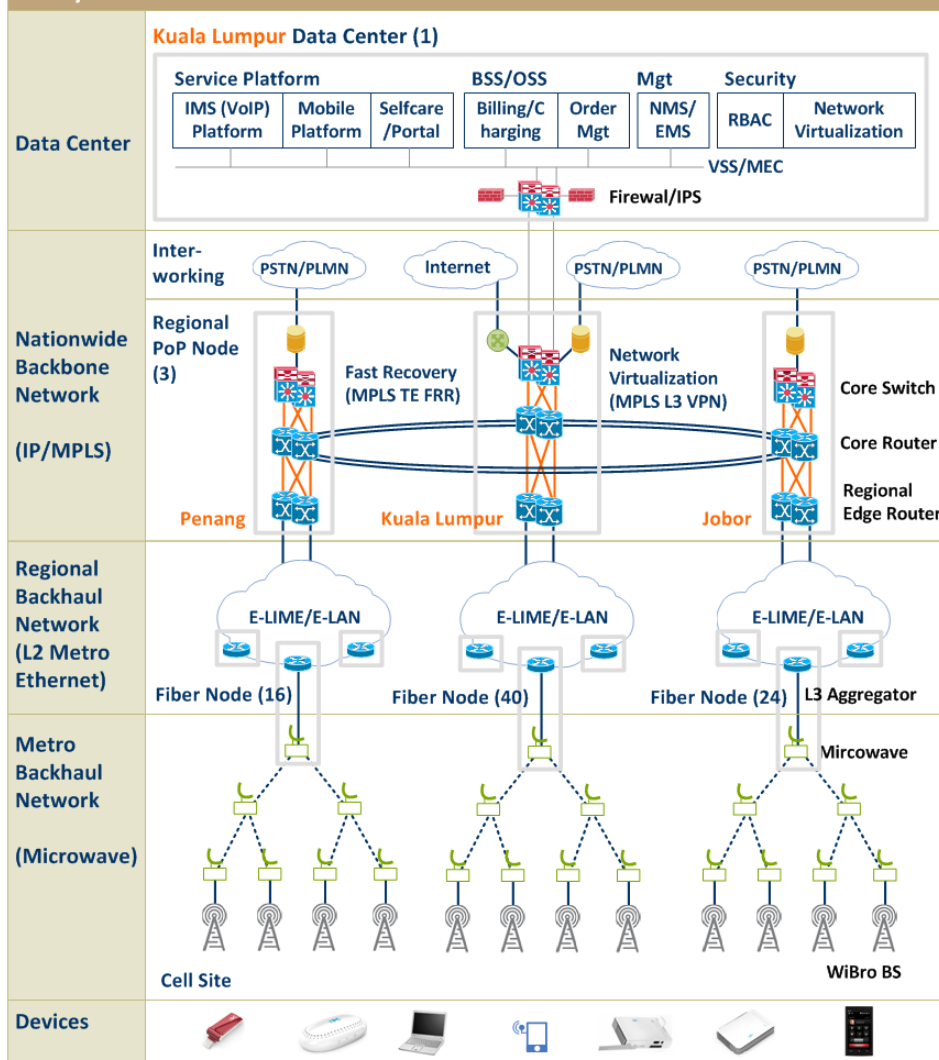 Kuala Lumpur Data Center (1)
Data Center
Service Platform
BSS/OSS
Mgt
Security
IMS (VoIP)
Platform
Mobile
Platform
Selfcare
/Portal
Billing/C
harging
Order
Mgt
NMS/
EMS
RBAC
Network
Virtualization
VSS/MEC
Firewal/IPS
Nationwide
Backbone
Network
(IP/MPLS)
Inter-
working
PSTN/PLMN
Internet
PSTN/PLMN
PSTN/PLMN
Regional
PoP Node
(3)
Fast Recovery
(MPLS TE FRR)
Network
Virtualization
(MPLS L3 VPN)
Core Switch
Core Router
Regional
Edge Router
Penang
Kuala Lumpur
Jobor
Regional
Backhaul
Network
(L2 Metro
Ethernet)
E-LIME/E-LAN
E-LIME/E-LAN
E-LIME/E-LAN
Fiber Node (16)
Fiber Node (40)
Fiber Node (24)
L3 Aggregator
Metro
Backhaul
Network
(Microwave)
Mircowave
Cell Site
WiBro BS
Devices